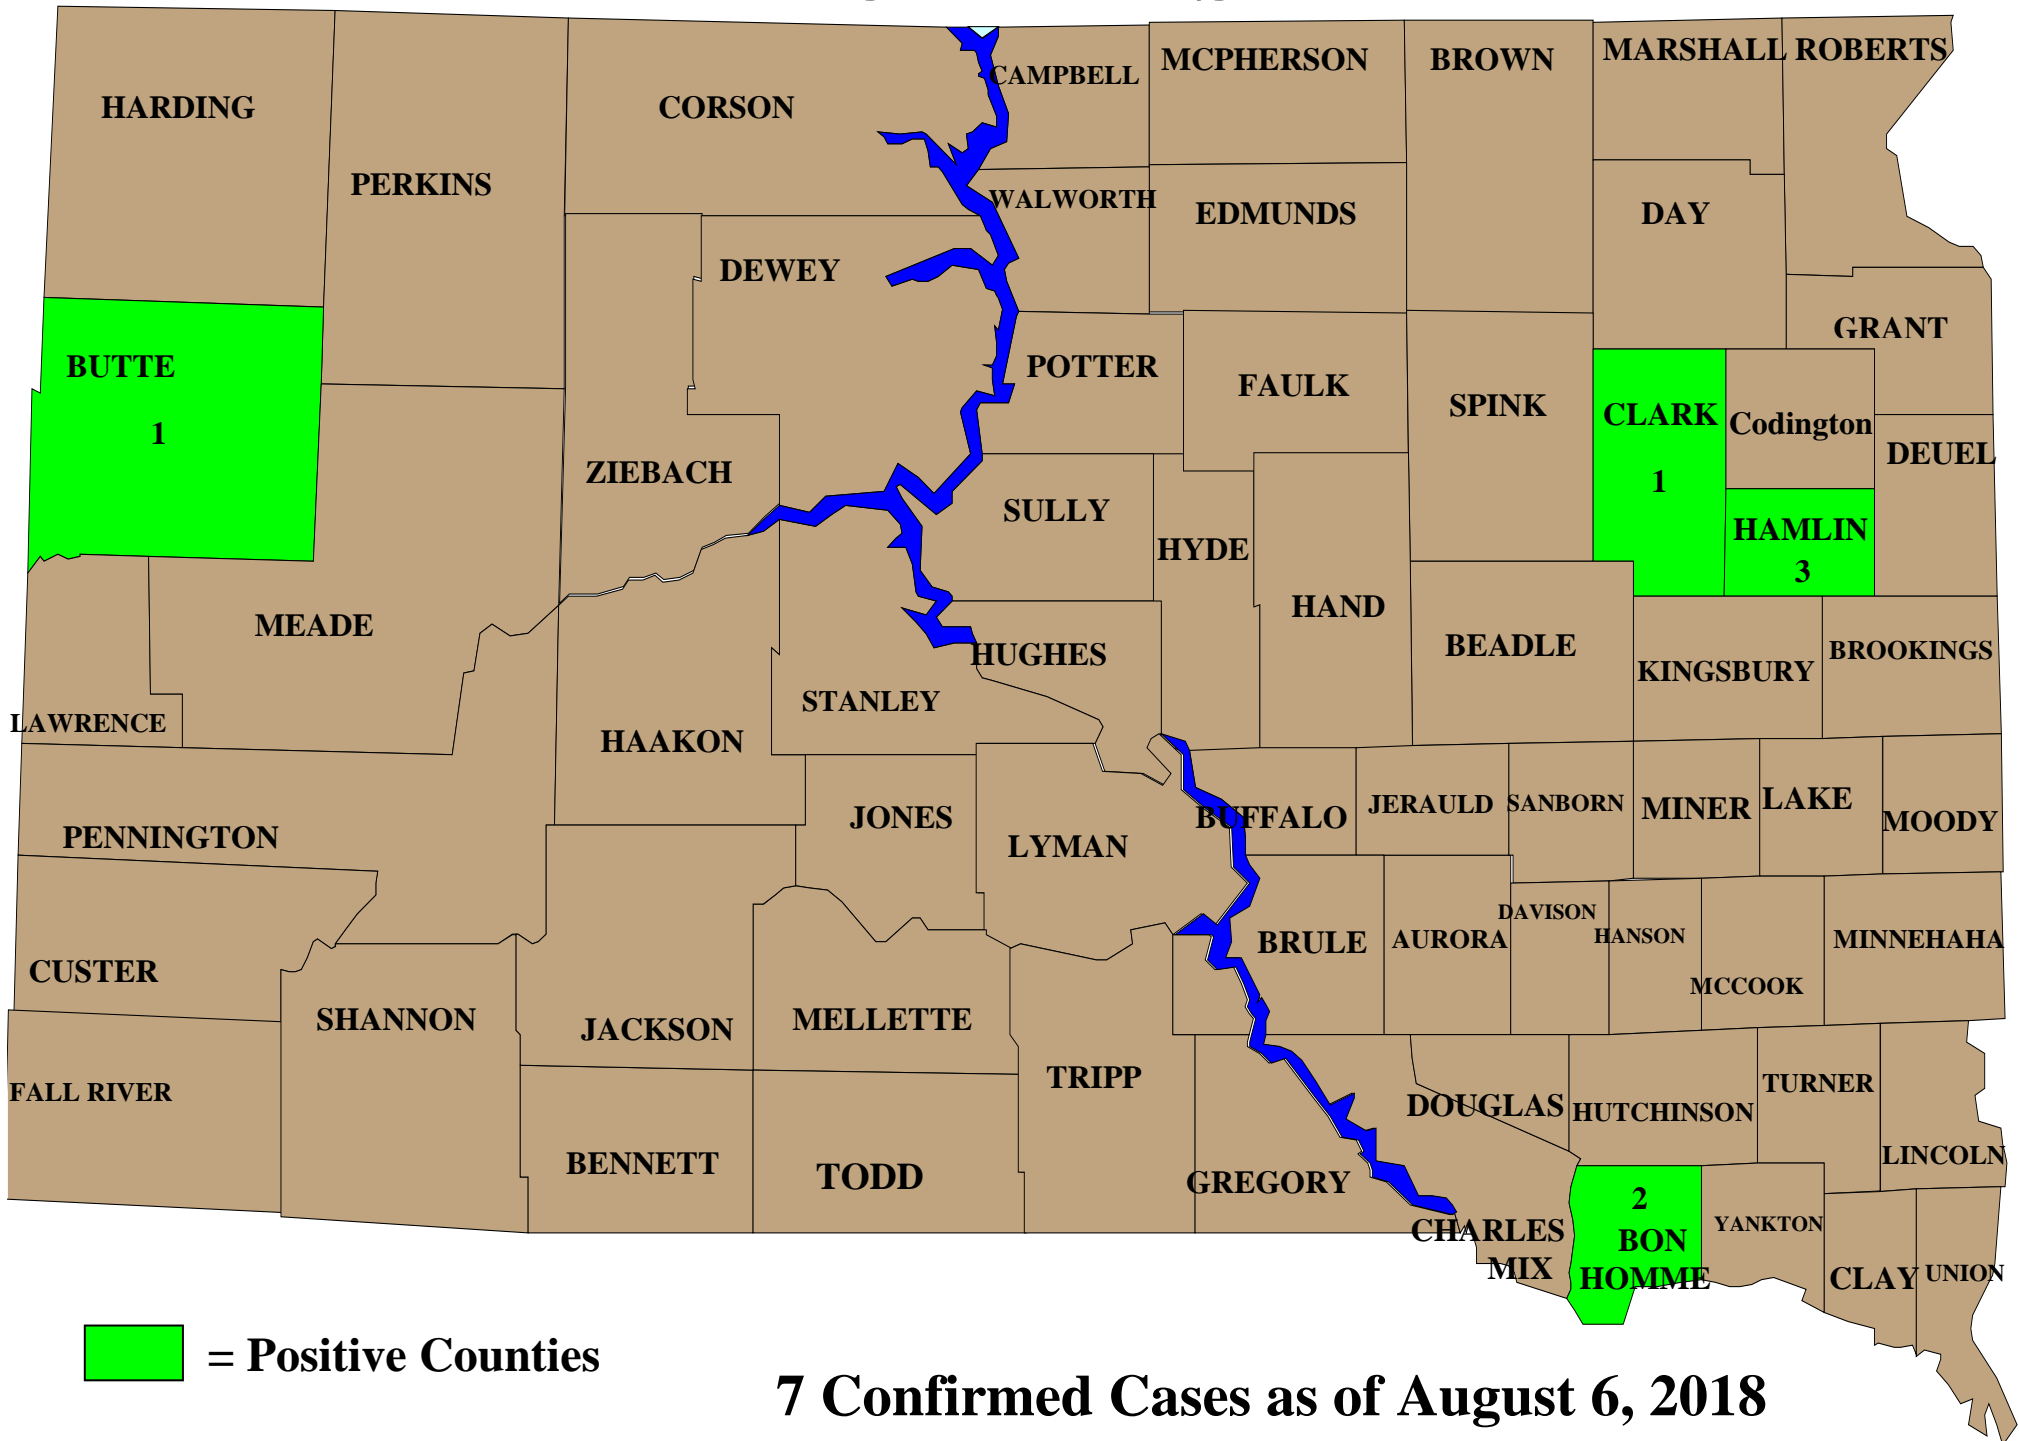 HARDING
PERKINS
CORSON
CAMPBELL
MCPHERSON
BROWN
MARSHALL
ROBERTS
WALWORTH
EDMUNDS
DAY
DEWEY
GRANT
BUTTE
1
POTTER
FAULK
SPINK
CLARK
1
Codington
DEUEL
ZIEBACH
SULLY
HYDE
HAMLIN
3
MEADE
HAND
BEADLE
KINGSBURY
BROOKINGS
HUGHES
STANLEY
LAWRENCE
HAAKON
PENNINGTON
JONES
LYMAN
BUFFALO
JERAULD
SANBORN
MINER
LAKE
MOODY
CUSTER
SHANNON
JACKSON
MELLETTE
BRULE
AURORA
DAVISON
HANSON
MCCOOK
MINNEHAHA
FALL RIVER
BENNETT
TODD
TRIPP
GREGORY
DOUGLAS
HUTCHINSON
TURNER
LINCOLN
CHARLES
MIX
2
BON
HOMME
YANKTON
CLAY
UNION
= Positive Counties
7 Confirmed Cases as of August 6, 2018